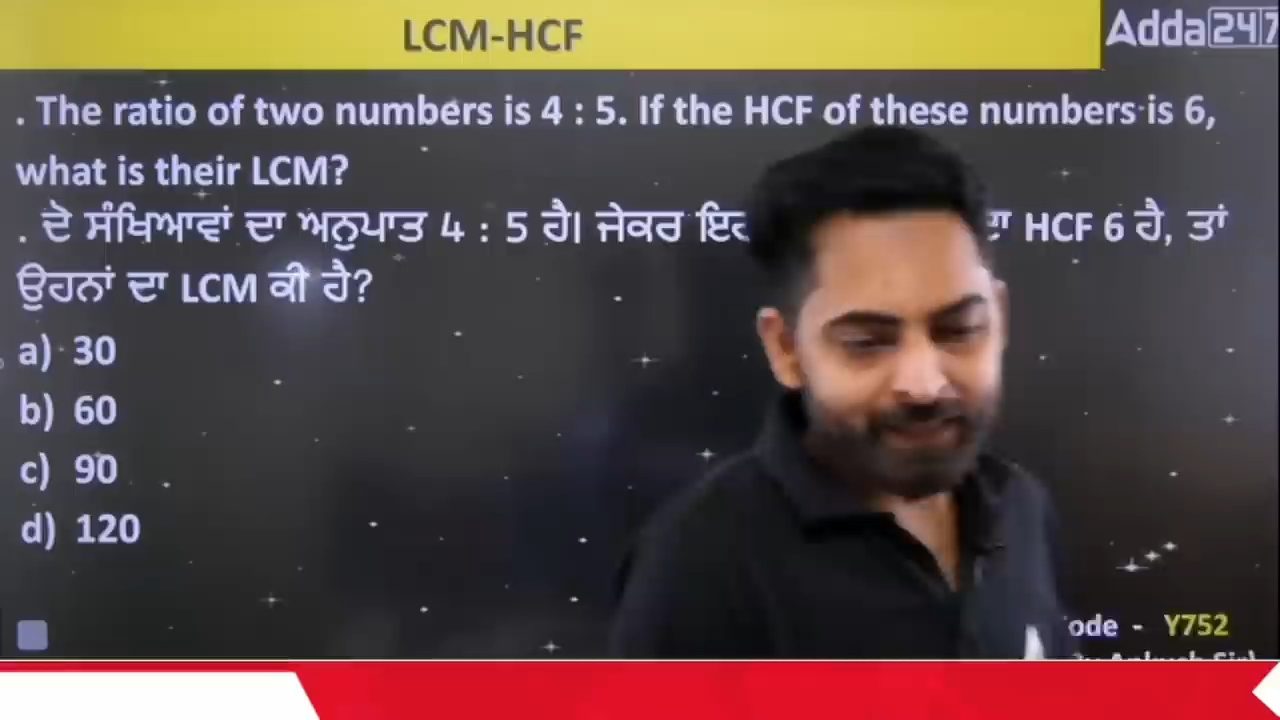 LCM-HCF
Adda247
. The ratio of two numbers is 4 : 5. If the HCF of these numbers is 6,
what is their LCM?
. ਦੋ ਸੰਖਿਆਵਾਂ ਦਾ ਅਨੁਪਾਤ 4 : 5 ਹੈ। ਜੇਕਰ HCF 6 ਹੈ, ਤਾਂ
ਉਹਨਾਂ ਦਾ LCM ਕੀ ਹੈ?
a) 30
b) 60
c) 90
d) 120
ode - Y752